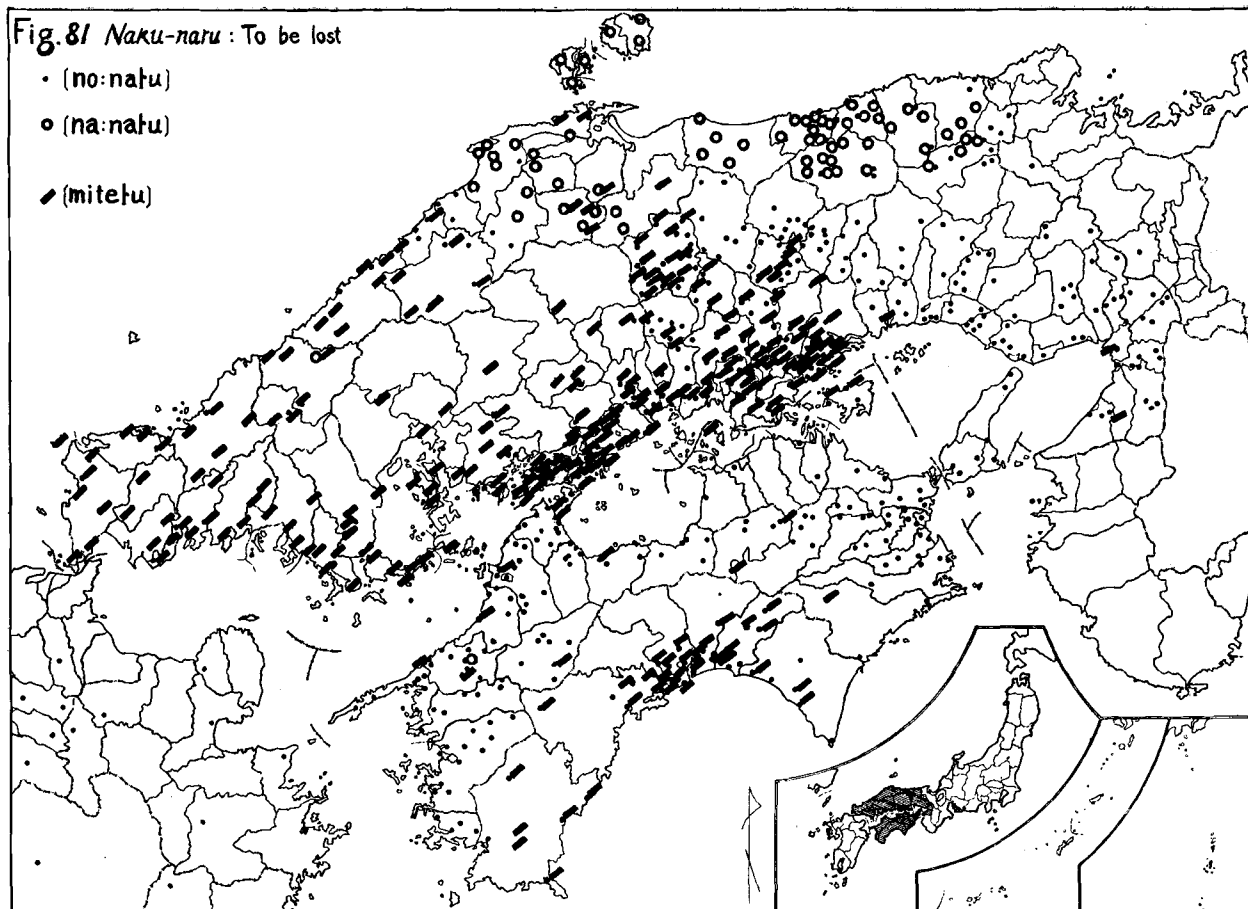 Fig.81 Naku-naru : To be lost
• (no:naɫu)
o (na:naɫu)
(miteɫu)